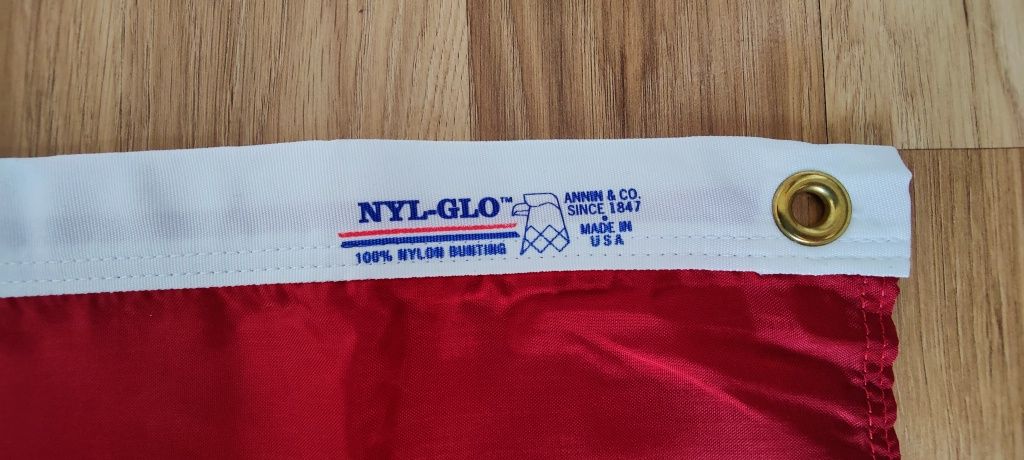 NYL-GLO™
100% NYLON BUNTING
ANNIN & CO.
SINCE 1847
•
MADE IN
USA